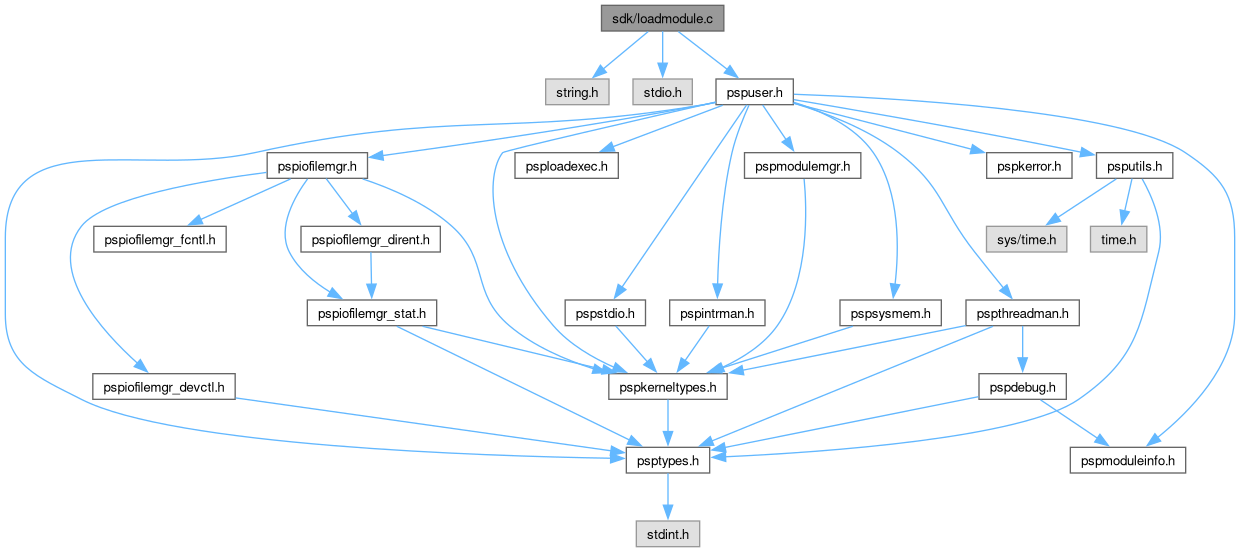 sdk/loadmodule.c
string.h
stdio.h
pspuser.h
pspiofilemgr.h
psploadexec.h
pspmodulemgr.h
pspkerror.h
psputils.h
pspiofilemgr_fcntl.h
pspiofilemgr_dirent.h
sys/time.h
time.h
pspiofilemgr_stat.h
pspstdio.h
pspintrman.h
pspsysmem.h
pspthreadman.h
pspiofilemgr_devctl.h
pspkerneltypes.h
pspdebug.h
psptypes.h
pspmoduleinfo.h
stdint.h